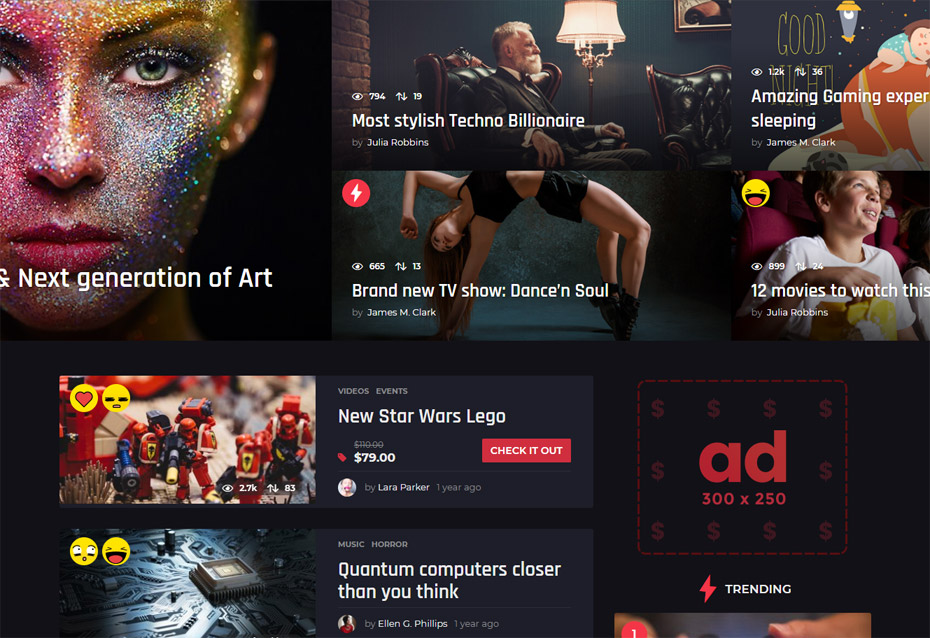 & Next generation of Art
794 19
Most stylish Techno Billionaire
by Julia Robbins
GOOD
NIGHT
1.2k 36
Amazing Gaming exper
sleeping
by James M. Clark
665 13
Brand new TV show: Dance’n Soul
by James M. Clark
899 24
12 movies to watch this
by Julia Robbins
2.7k 83
VIDEOS EVENTS
New Star Wars Lego
$110.00
$79.00
CHECK IT OUT
by Lara Parker 1 year ago
MUSIC HORROR
Quantum computers closer
than you think
by Ellen G. Phillips 1 year ago
$ $ $ $
$ $
$ $ $ $
ad
300 x 250
TRENDING
1